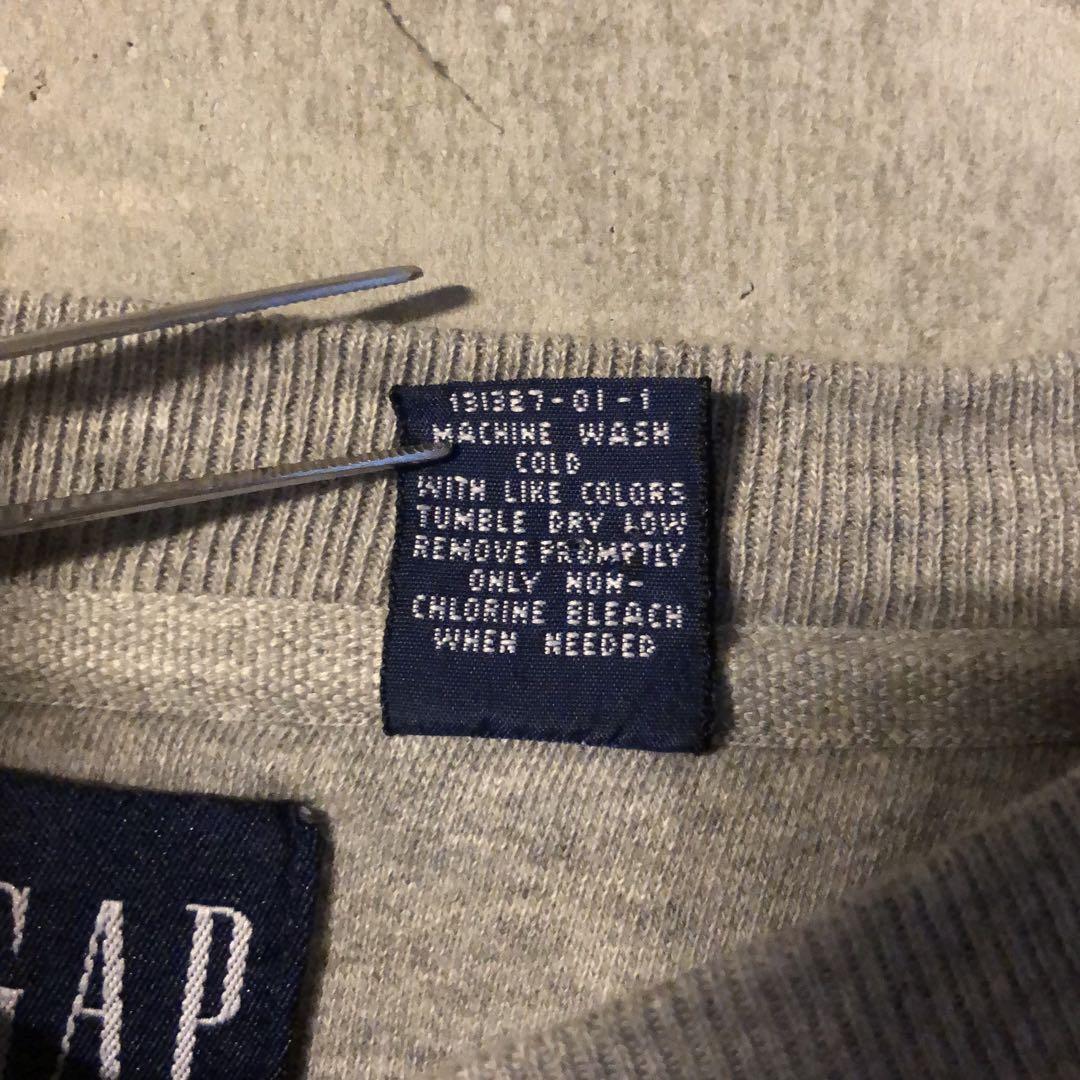 131327-01-1
MACHINE WASH
COLD
WITH LIKE COLORS
TUMBLE DRY LOW
REMOVE PROMPTLY
ONLY NON-
CHLORINE BLEACH
WHEN NEEDED
GAP